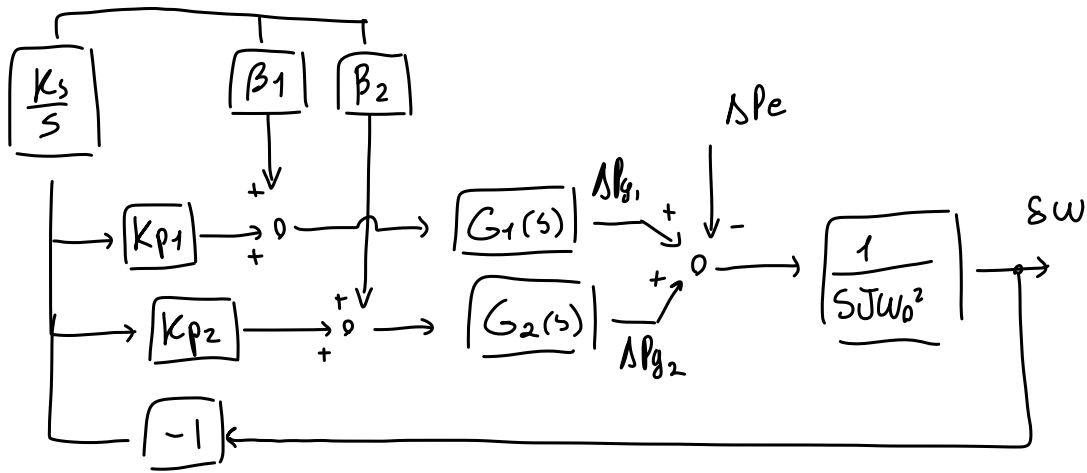 Ks
S
β1
β2
ΔPe
Kp1
+
+
G1(s)
ΔPg1
+
-
+
1
SJω0²
δω
Kp2
+
+
G2(s)
ΔPg2
-1